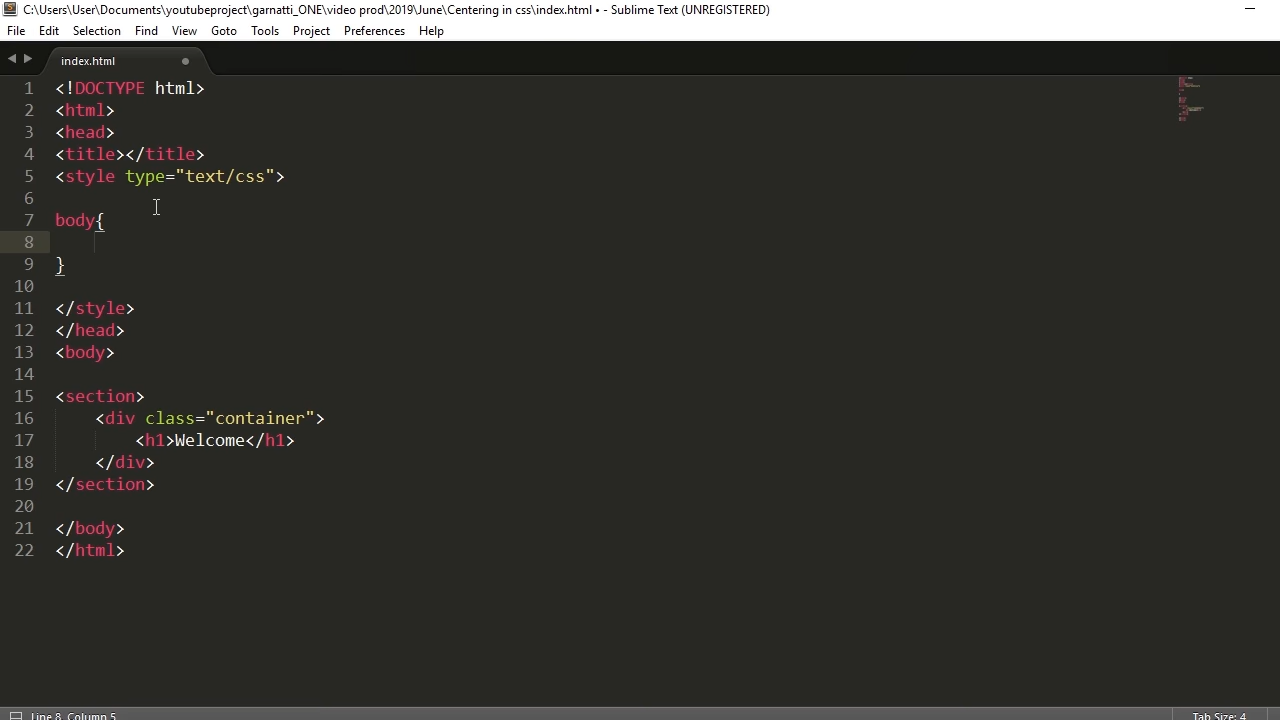 C:\Users\User\Documents\youtubeproject\garnatti_ONE\video prod\2019\June\Centering in css\index.html • - Sublime Text (UNREGISTERED)
File Edit Selection Find View Goto Tools Project Preferences Help
index.html
1 <!DOCTYPE html>
2 <html>
3 <head>
4 <title></title>
5 <style type="text/css">
6
7 body{
8
9 }
10
11 </style>
12 </head>
13 <body>
14
15 <section>
16 <div class="container">
17 <h1>Welcome</h1>
18 </div>
19 </section>
20
21 </body>
22 </html>
Line 8, Column 5 Tab Size: 4